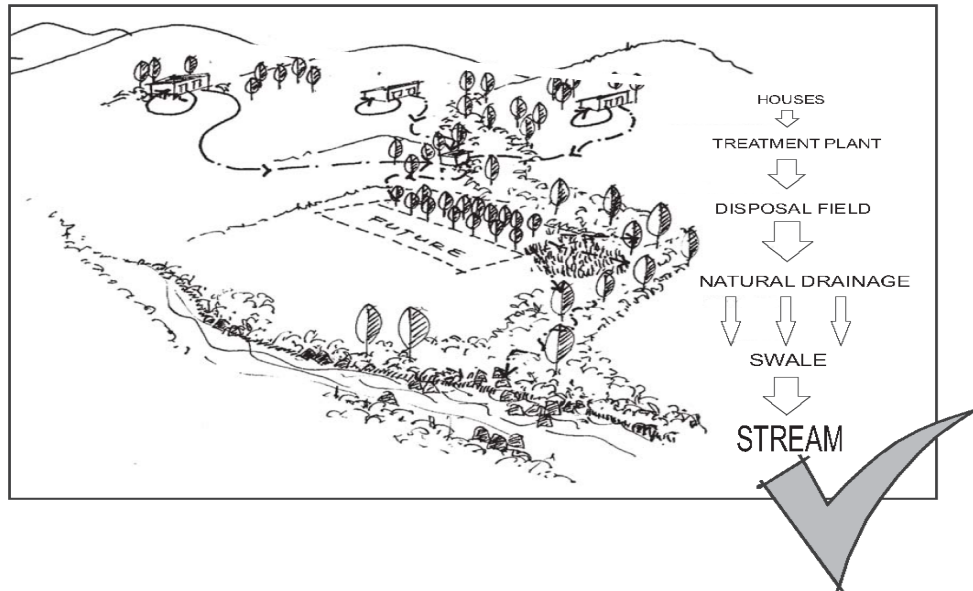 FUTURE
HOUSES
TREATMENT PLANT
DISPOSAL FIELD
NATURAL DRAINAGE
SWALE
STREAM